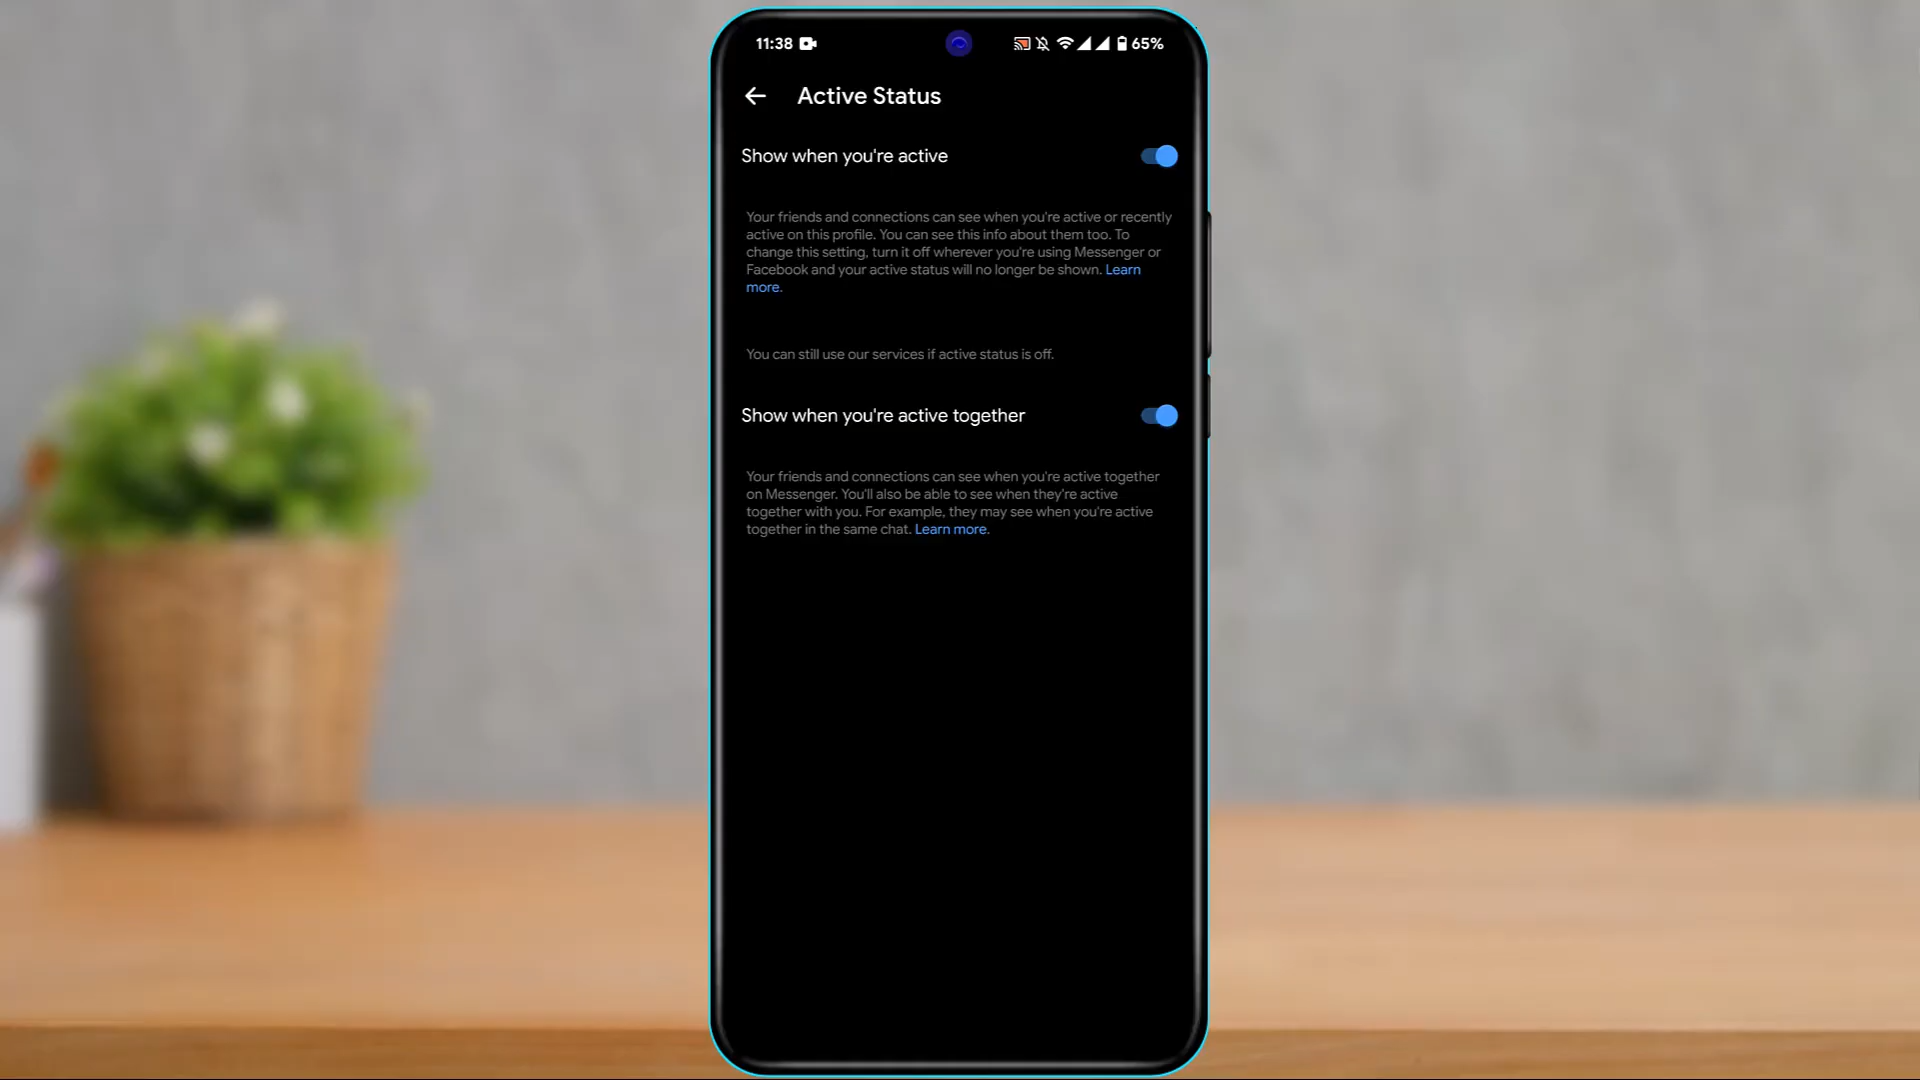 11:38 65%
Active Status
Show when you're active
Your friends and connections can see when you're active or recently
active on this profile. You can see this info about them too. To
change this setting, turn it off wherever you're using Messenger or
Facebook and your active status will no longer be shown. Learn
more.
You can still use our services if active status is off.
Show when you're active together
Your friends and connections can see when you're active together
on Messenger. You'll also be able to see when they're active
together with you. For example, they may see when you're active
together in the same chat. Learn more.